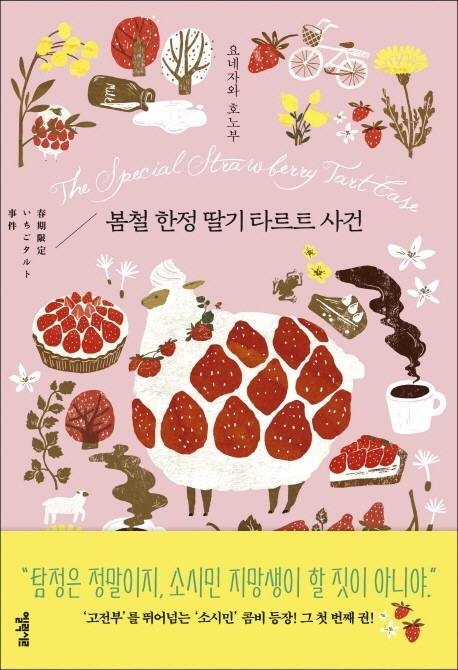 요네자와 호노부
MILK
The Special Strawberry Tart Case
봄철 한정 딸기 타르트 사건
春期限定
いちごタルト
事件
“탐정은 정말이지, 소시민 지망생이 할 짓이 아니야.”
‘고전부’를 뛰어넘는 ‘소시민’ 콤비 등장! 그 첫 번째 권!
엘릭시르